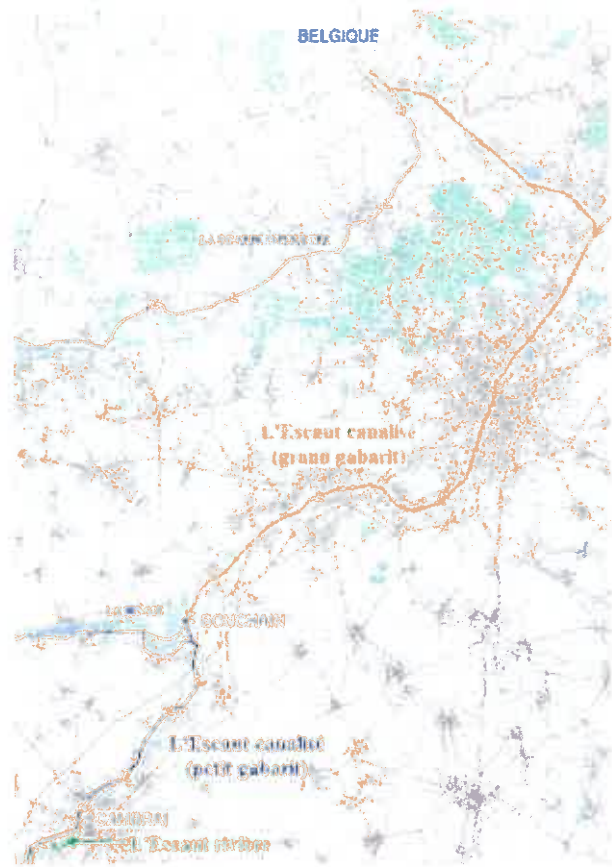 BELGIQUE
L'Escaut canalisé
(grand gabarit)
BOUCHAIN
L'Escaut canalisé
(petit gabarit)
CAMBRAI
L'Escaut rivière